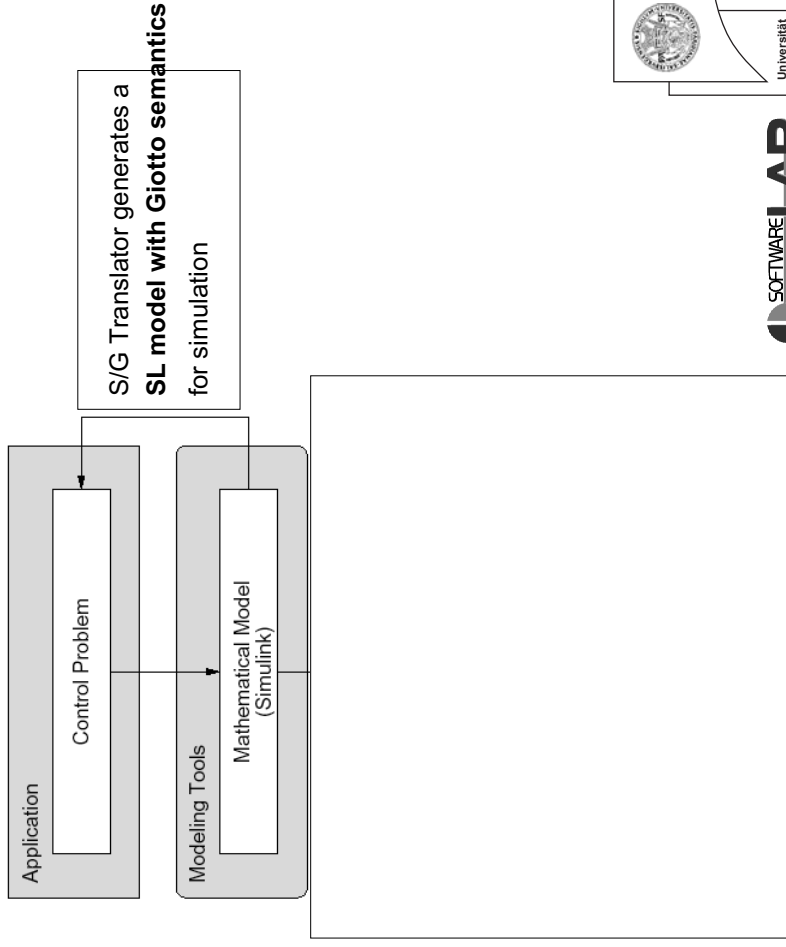 Application
Control Problem
Modeling Tools
Mathematical Model
(Simulink)
S/G Translator generates a
SL model with Giotto semantics
for simulation
SOFTWARE
Universität